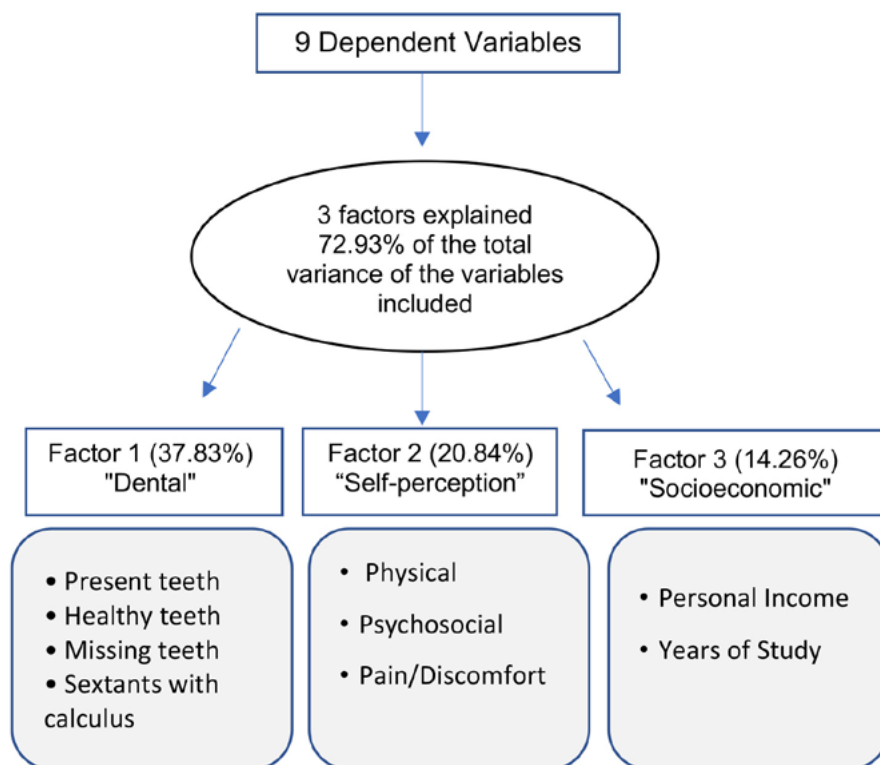 9 Dependent Variables
3 factors explained
72.93% of the total
variance of the variables
included
Factor 1 (37.83%)
"Dental"
Factor 2 (20.84%)
“Self-perception”
Factor 3 (14.26%)
"Socioeconomic"
• Present teeth
• Healthy teeth
• Missing teeth
• Sextants with
calculus
• Physical
• Psychosocial
• Pain/Discomfort
• Personal Income
• Years of Study